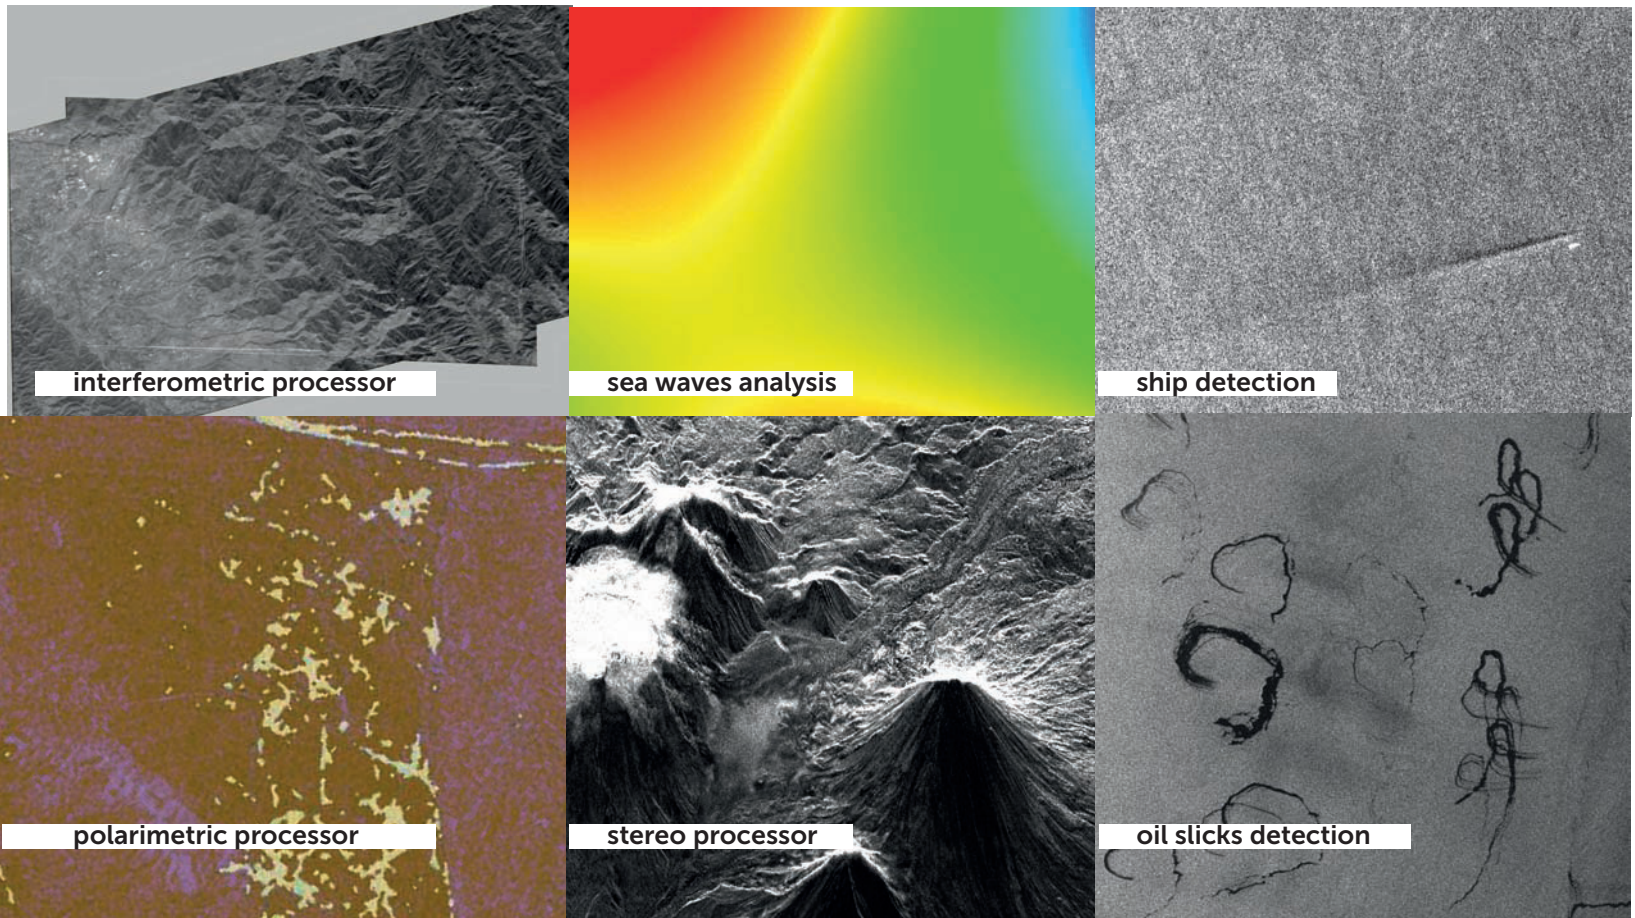 interferometric processor
sea waves analysis
ship detection
polarimetric processor
stereo processor
oil slicks detection